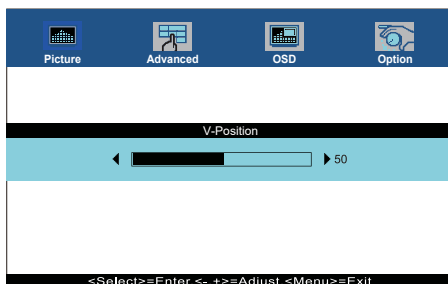 Picture Advanced OSD Option
V-Position
50
<Select>=Enter <- +>=Adjust <Menu>=Exit